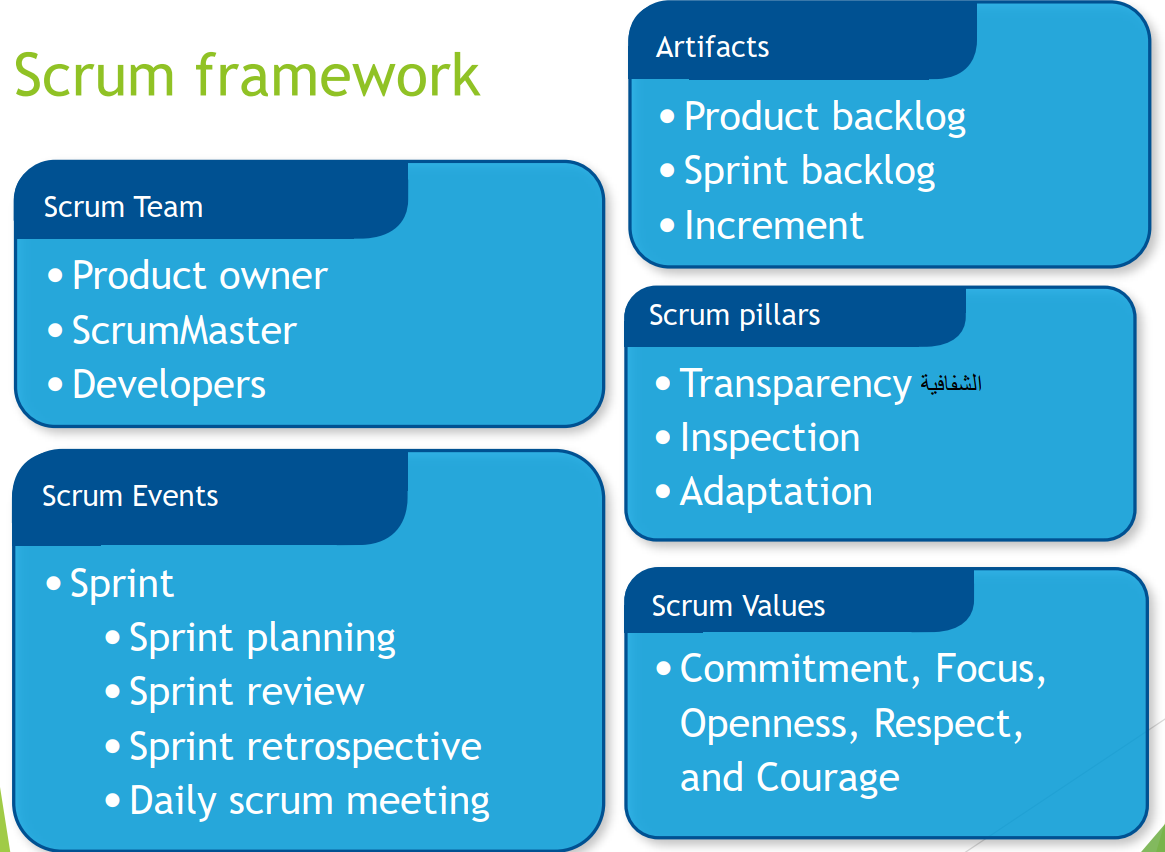 Scrum framework
Scrum Team
• Product owner
• ScrumMaster
• Developers
Scrum Events
• Sprint
• Sprint planning
• Sprint review
• Sprint retrospective
• Daily scrum meeting
Artifacts
• Product backlog
• Sprint backlog
• Increment
Scrum pillars
• Transparency الشفافية
• Inspection
• Adaptation
Scrum Values
• Commitment, Focus,
Openness, Respect,
and Courage